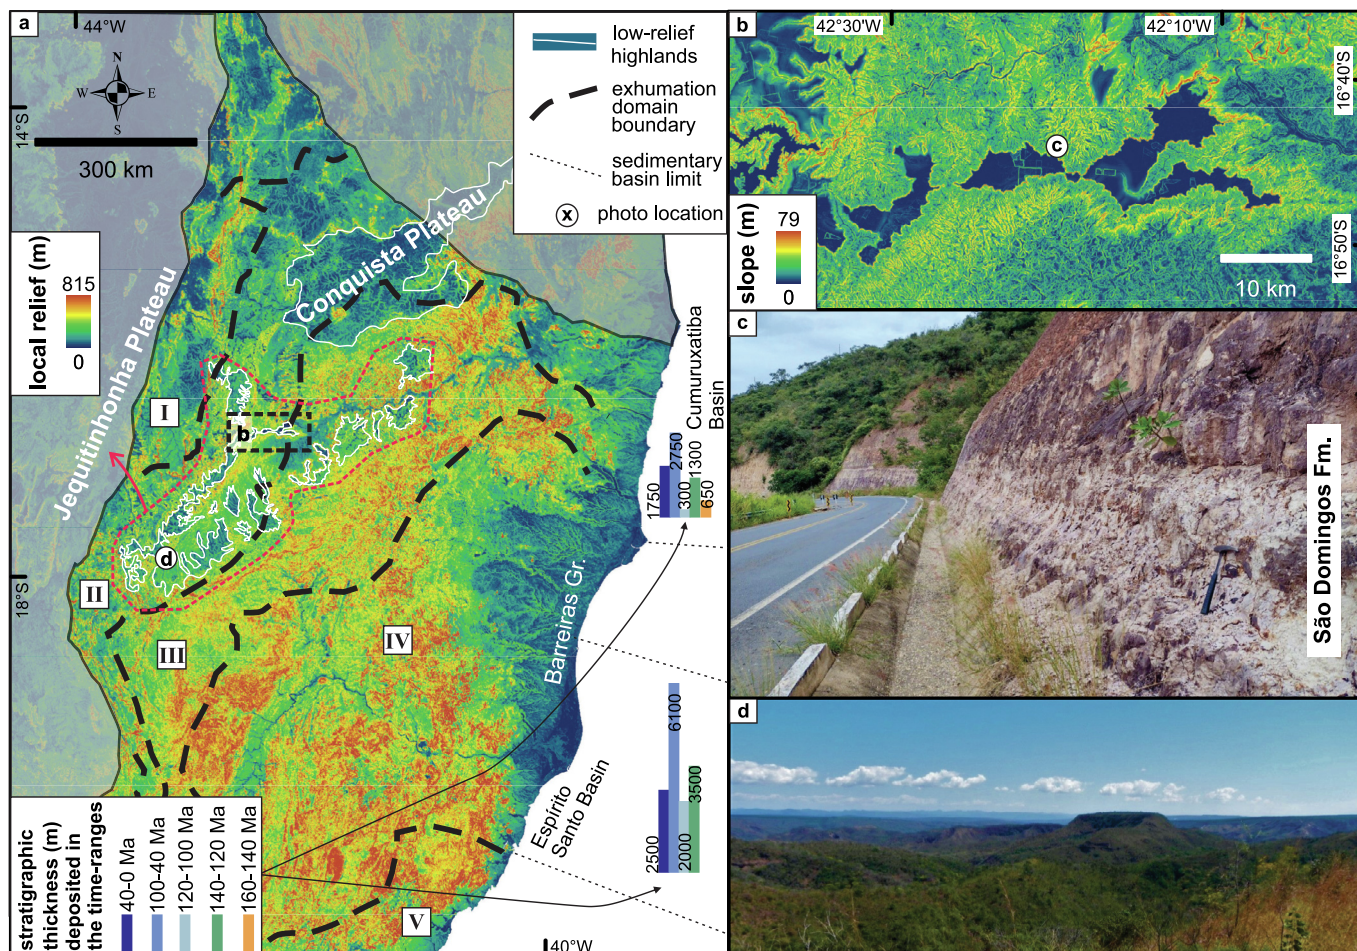 a
44°W
N
W
E
S
14°S
300 km
low-relief
highlands
exhumation
domain
boundary
sedimentary
basin limit
x
photo location
local relief (m)
815
0
Jequitinhonha Plateau
Conquista Plateau
I
b
d
II
18°S
III
IV
V
Barreiras Gr.
Cumuruxatiba
Basin
1750
2750
300
1300
650
Espírito
Santo Basin
2500
6100
2000
3500
40°W
stratigraphic
thickness (m)
deposited in
the time-ranges
40-0 Ma
100-40 Ma
120-100 Ma
140-120 Ma
160-140 Ma
b
42°30'W
42°10'W
16°40'S
16°50'S
c
slope (m)
79
0
10 km
c
São Domingos Fm.
d